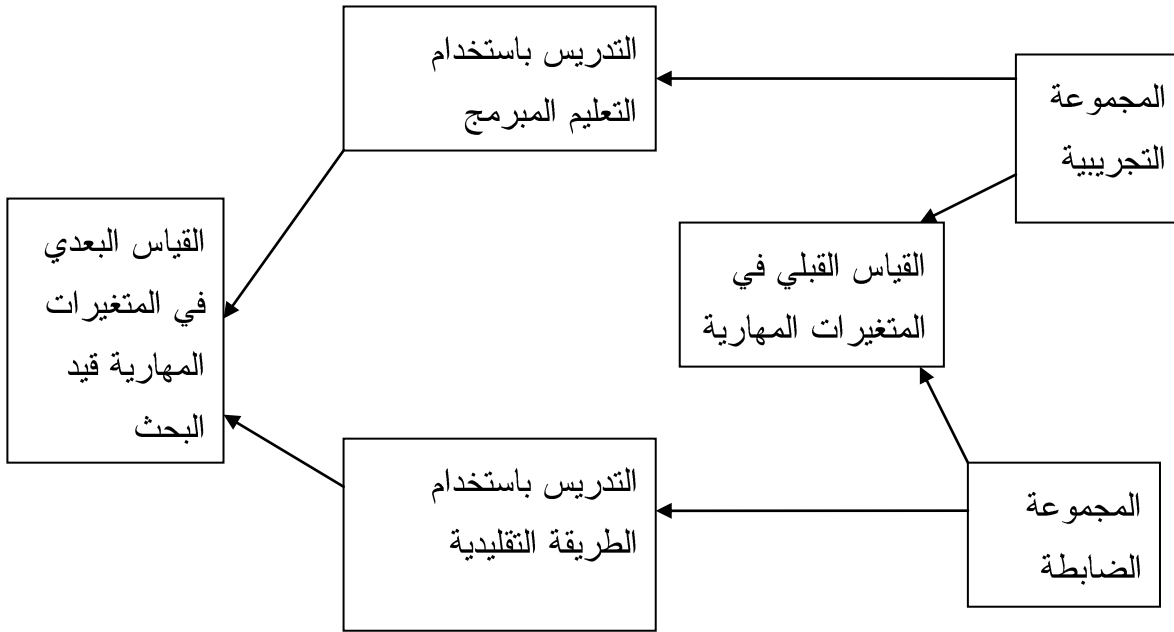 المجموعة
التجريبية
التدريس باستخدام
التعليم المبرمج
القياس القبلي في
المتغيرات المهارية
القياس البعدي
في المتغيرات
المهارية قيد
البحث
المجموعة
الضابطة
التدريس باستخدام
الطريقة التقليدية